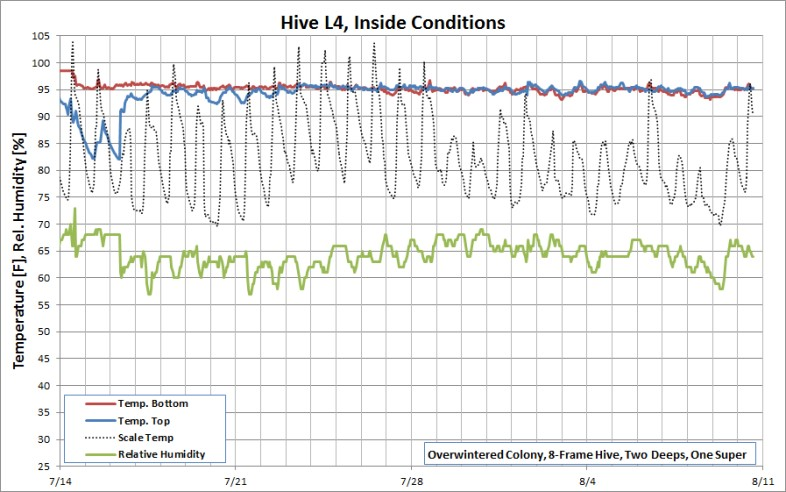 Hive L4, Inside Conditions
Temperature [F], Rel. Humidity [%]
105
100
95
90
85
80
75
70
65
60
55
50
45
40
35
30
25
Temp. Bottom
Temp. Top
Scale Temp
Relative Humidity
Overwintered Colony, 8-Frame Hive, Two Deeps, One Super
7/14 7/21 7/28 8/4 8/11